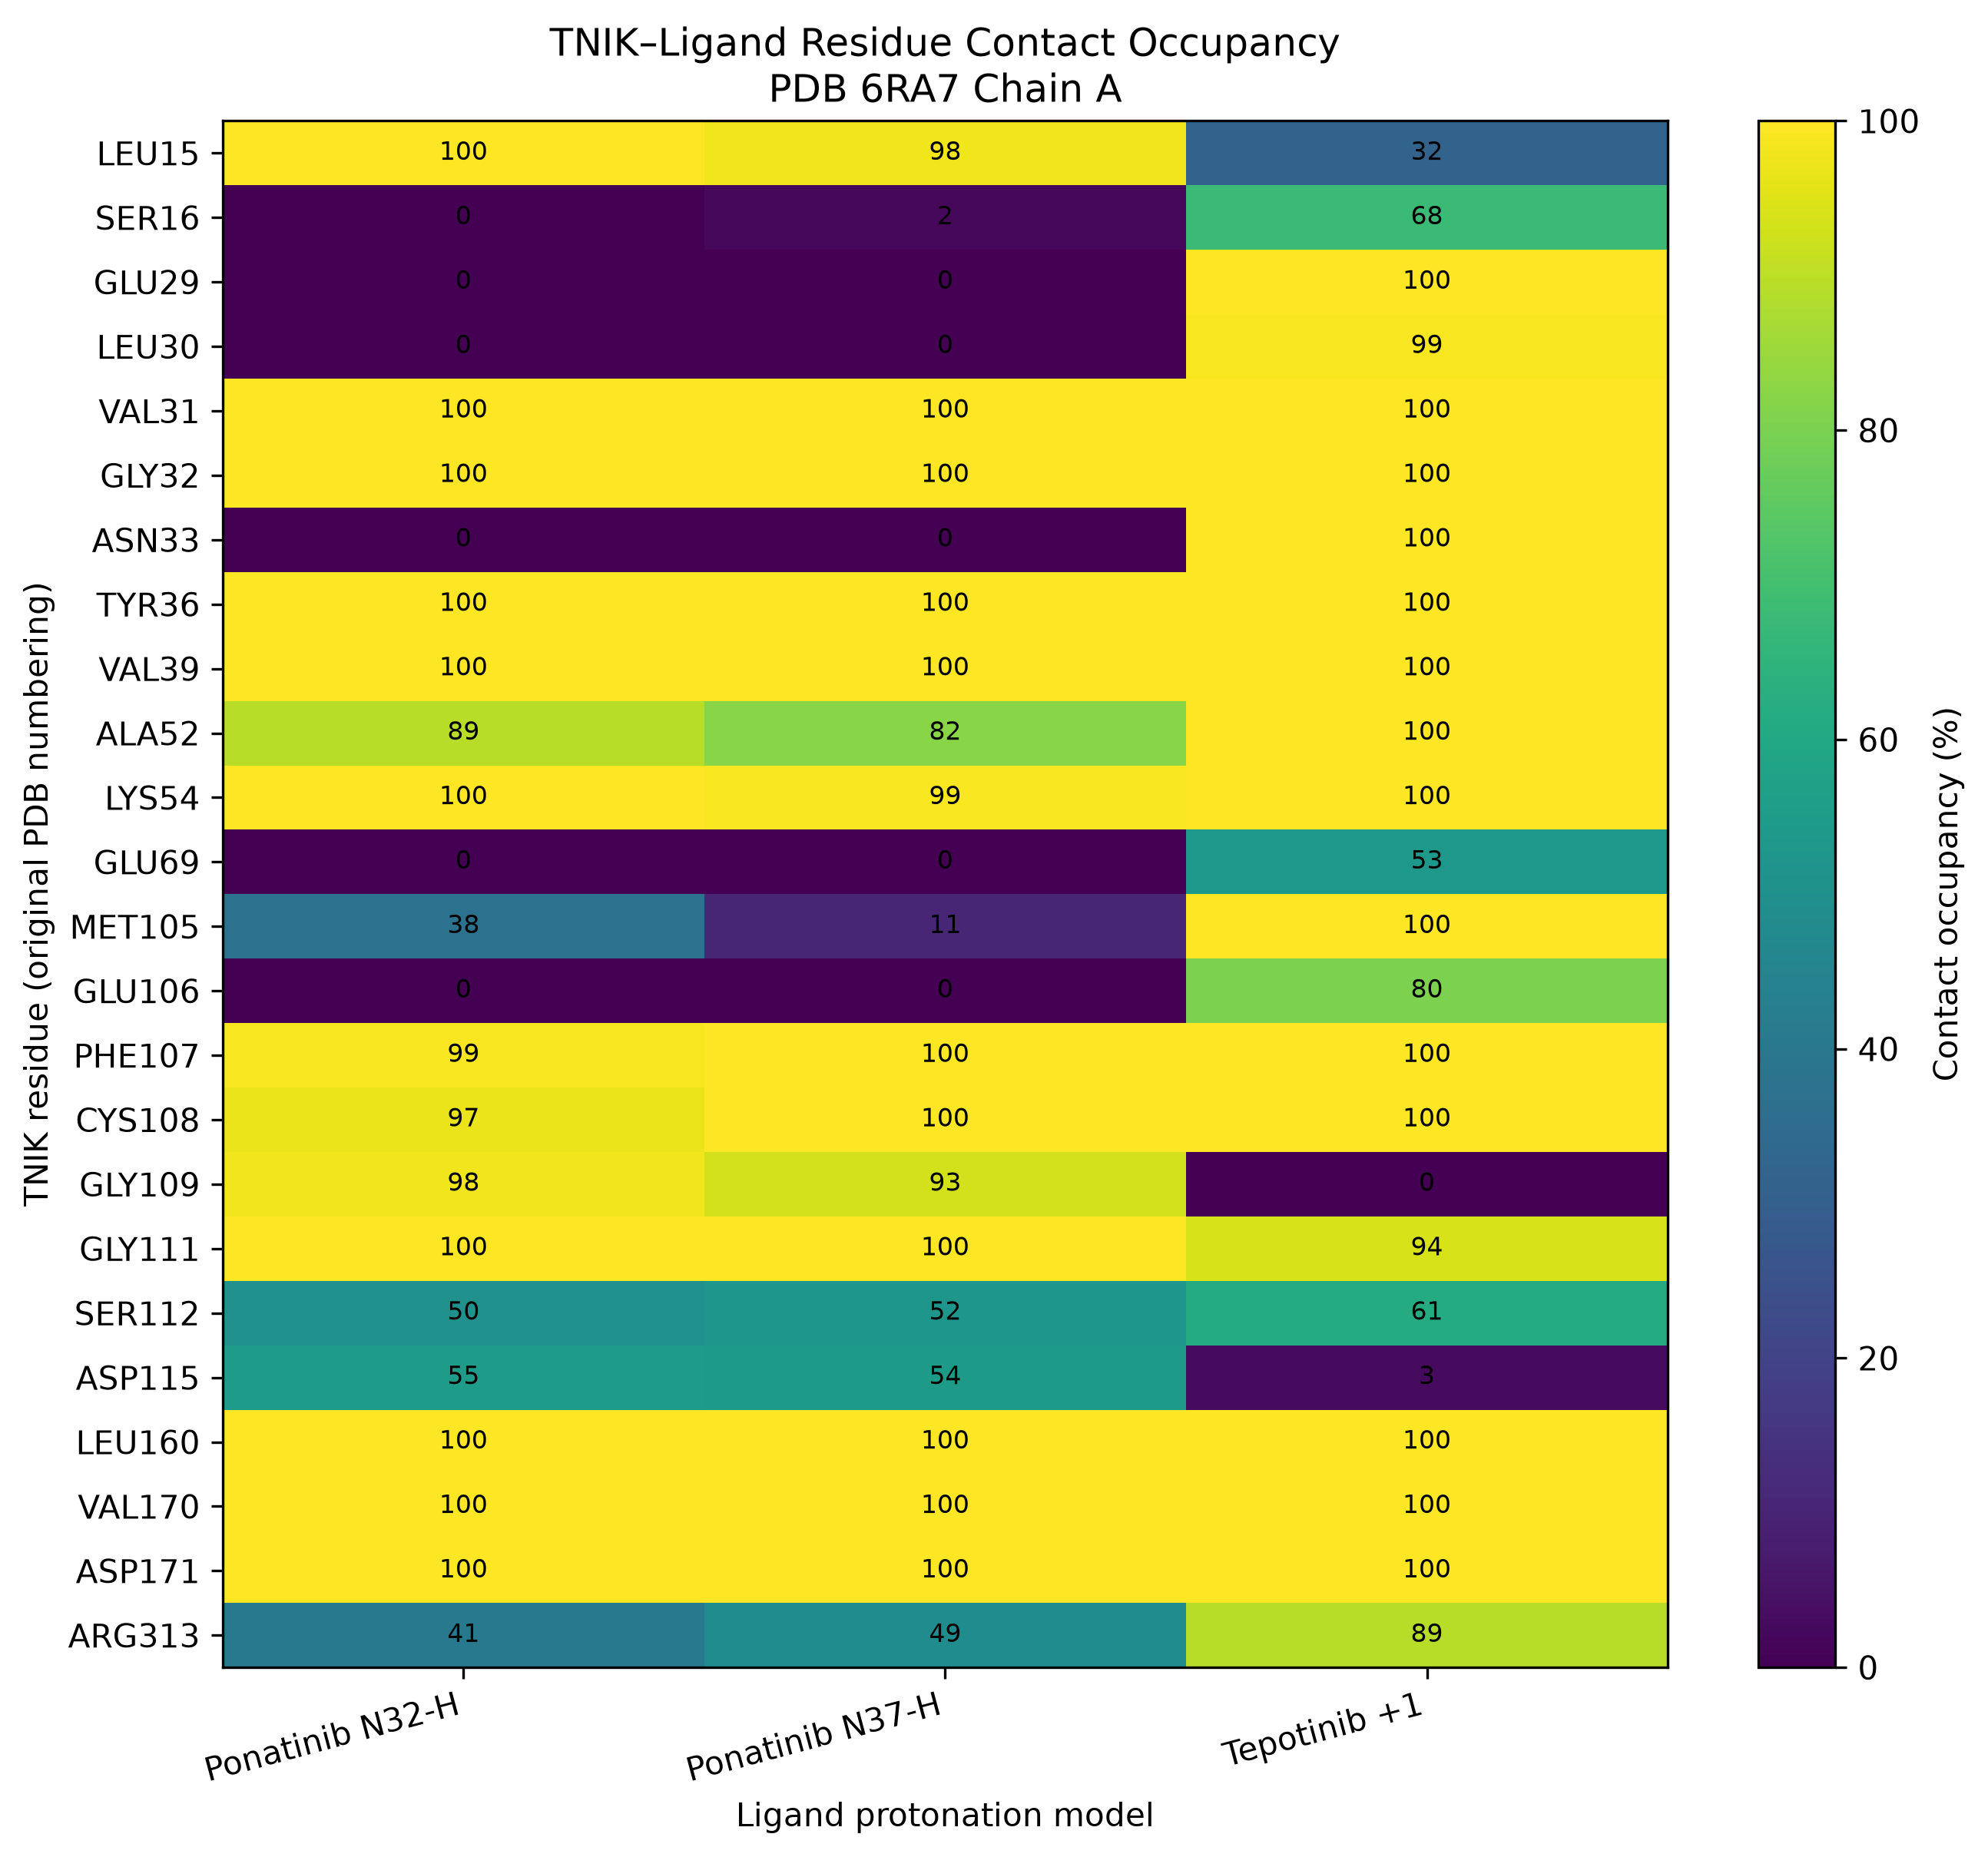 TNIK–Ligand Residue Contact Occupancy
PDB 6RA7 Chain A
TNIK residue (original PDB numbering)
LEU15 100 98 32
SER16 0 2 68
GLU29 0 0 100
LEU30 0 0 99
VAL31 100 100 100
GLY32 100 100 100
ASN33 0 0 100
TYR36 100 100 100
VAL39 100 100 100
ALA52 89 82 100
LYS54 100 99 100
GLU69 0 0 53
MET105 38 11 100
GLU106 0 0 80
PHE107 99 100 100
CYS108 97 100 100
GLY109 98 93 0
GLY111 100 100 94
SER112 50 52 61
ASP115 55 54 3
LEU160 100 100 100
VAL170 100 100 100
ASP171 100 100 100
ARG313 41 49 89
Ponatinib N32-H Ponatinib N37-H Tepotinib +1
Ligand protonation model
100
80
60
40
20
0
Contact occupancy (%)